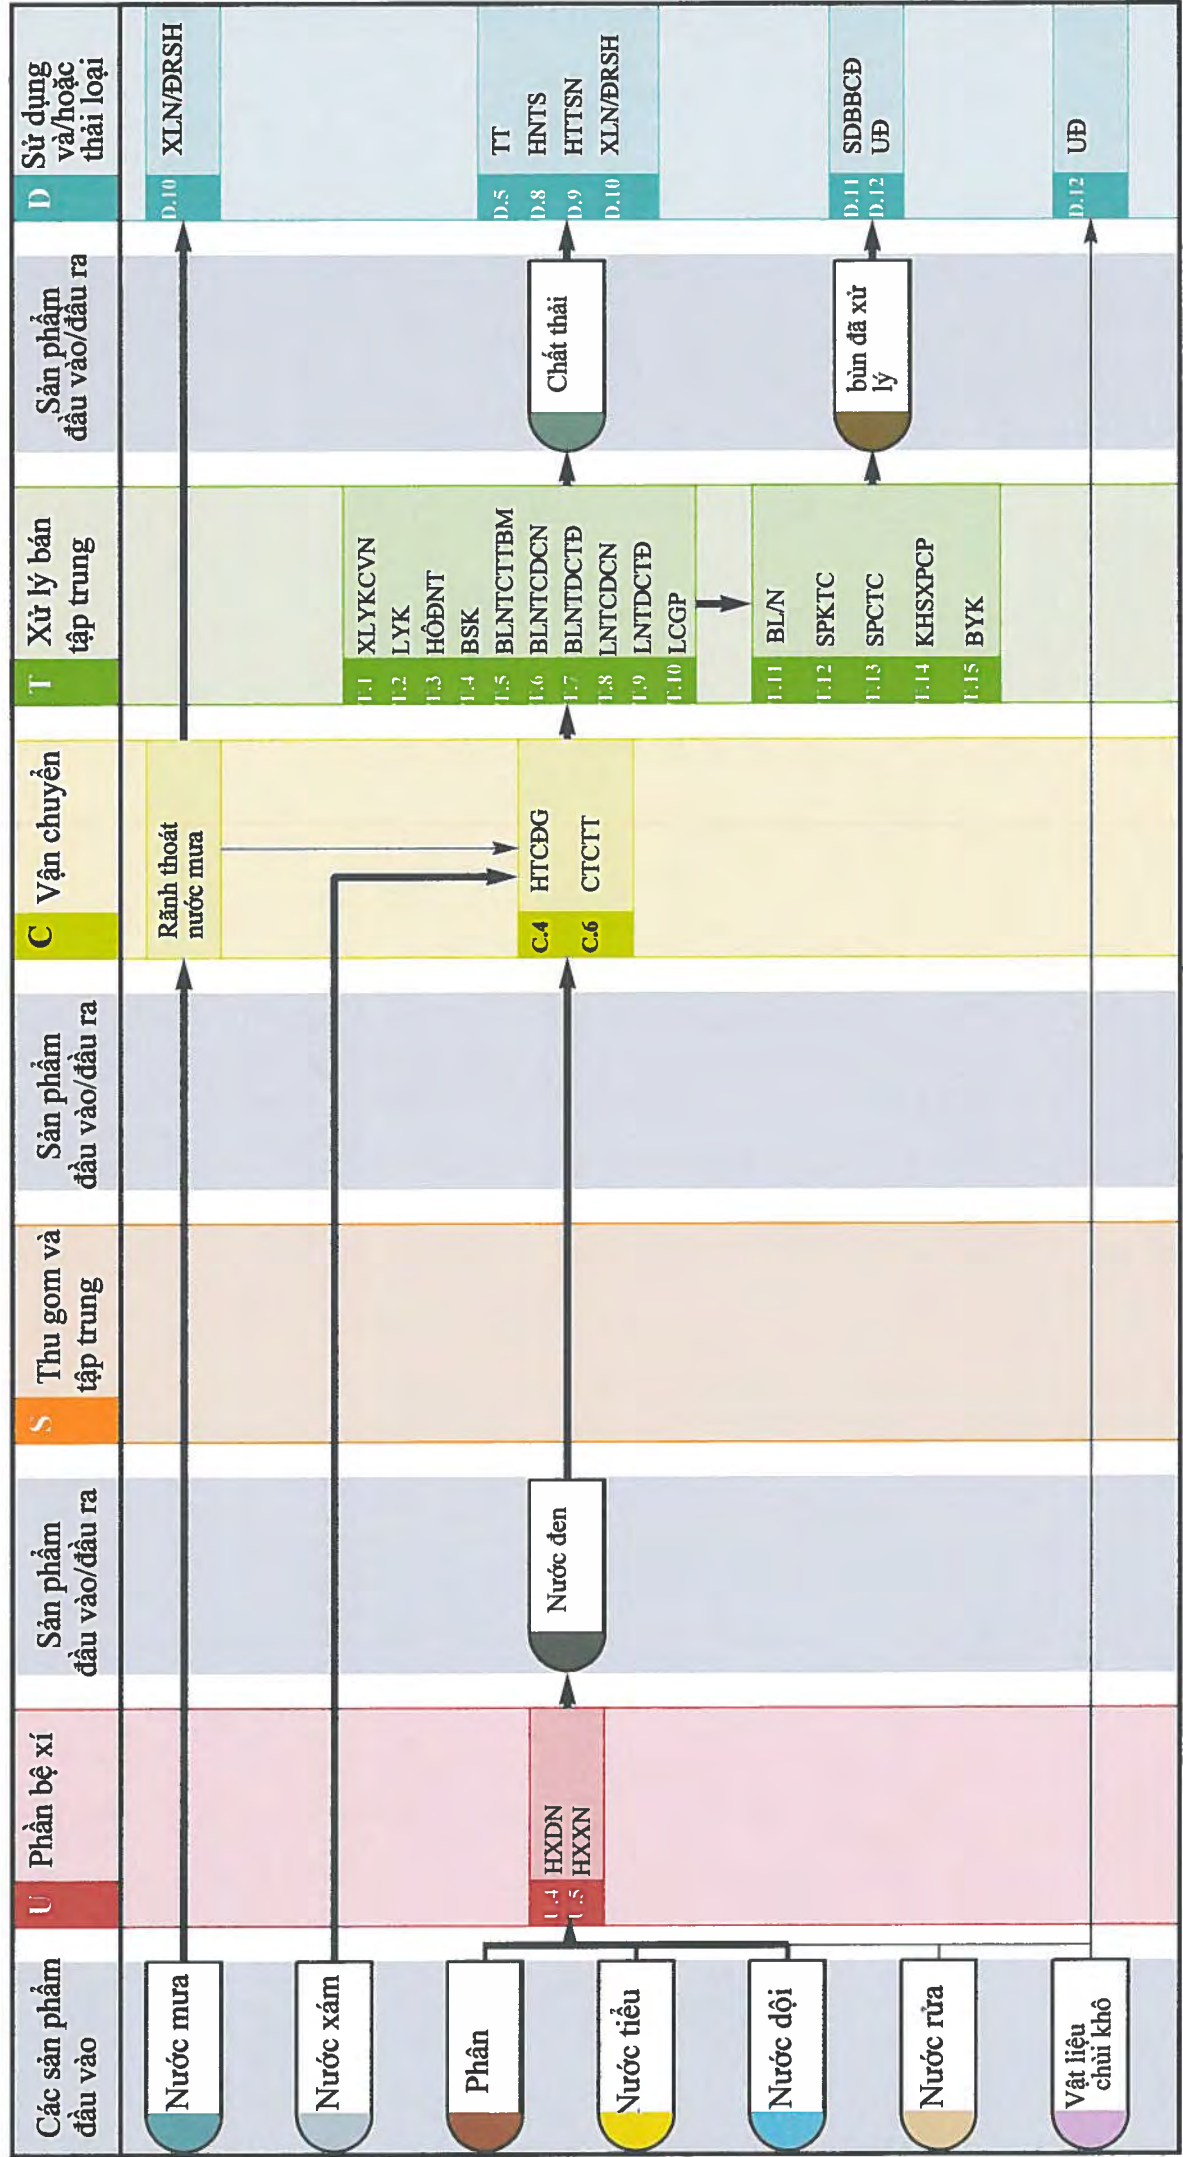 Các sản phẩm
đầu vào
U Phần bệ xí
Sản phẩm
đầu vào/đầu ra
S Thu gom và
tập trung
Sản phẩm
đầu vào/đầu ra
C Vận chuyển
T Xử lý bán
tập trung
Sản phẩm
đầu vào/đầu ra
D Sử dụng
và/hoặc
thải loại
Nước mưa
Rãnh thoát
nước mưa
D.10 XLN/ĐRSH
Nước xám
Phân
Nước tiểu
Nước dội
Nước rửa
Vật liệu
chùi khô
U.4 HXDN
U.5 HXXN
Nước đen
C.4 HTCĐG
C.6 CTCTT
T.1 XLYKCVN
T.2 LYK
T.3 HÔĐNT
T.4 BSK
T.5 BLNTCTTBM
T.6 BLNTCDCN
T.7 BLNTDCTĐ
T.8 LNTCDCN
T.9 LNTDCTĐ
T.10 LCGP
T.11 BL/N
T.12 SPKTC
T.13 SPCTC
T.14 KHSXPCP
T.15 BYK
Chất thải
bùn đã xử
lý
D.5 TT
D.8 HNTS
D.9 HTTSN
D.10 XLN/ĐRSH
D.11 SDBBCĐ
D.12 UĐ
D.12 UĐ